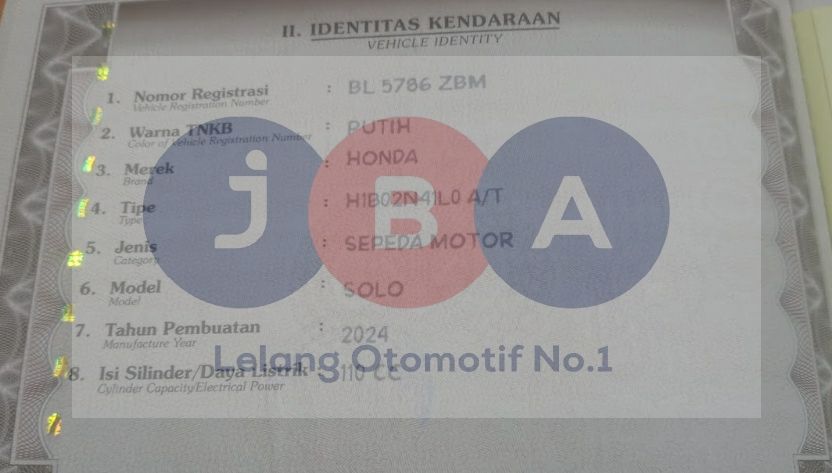 II. IDENTITAS KENDARAAN
VEHICLE IDENTITY
1. Nomor Registrasi : BL 5786 ZBM
Vehicle Registration Number
2. Warna TNKB : PUTIH
Color of Vehicle Registration Number
3. Merek : HONDA
Brand
4. Tipe : H1B02N41L0 A/T
Type
5. Jenis : SEPEDA MOTOR
Category
6. Model : SOLO
Model
7. Tahun Pembuatan : 2024
Manufacture Year
8. Isi Silinder/Daya Listrik : 110 CC
Cylinder Capacity/Electrical Power
JBA
Lelang Otomotif No.1